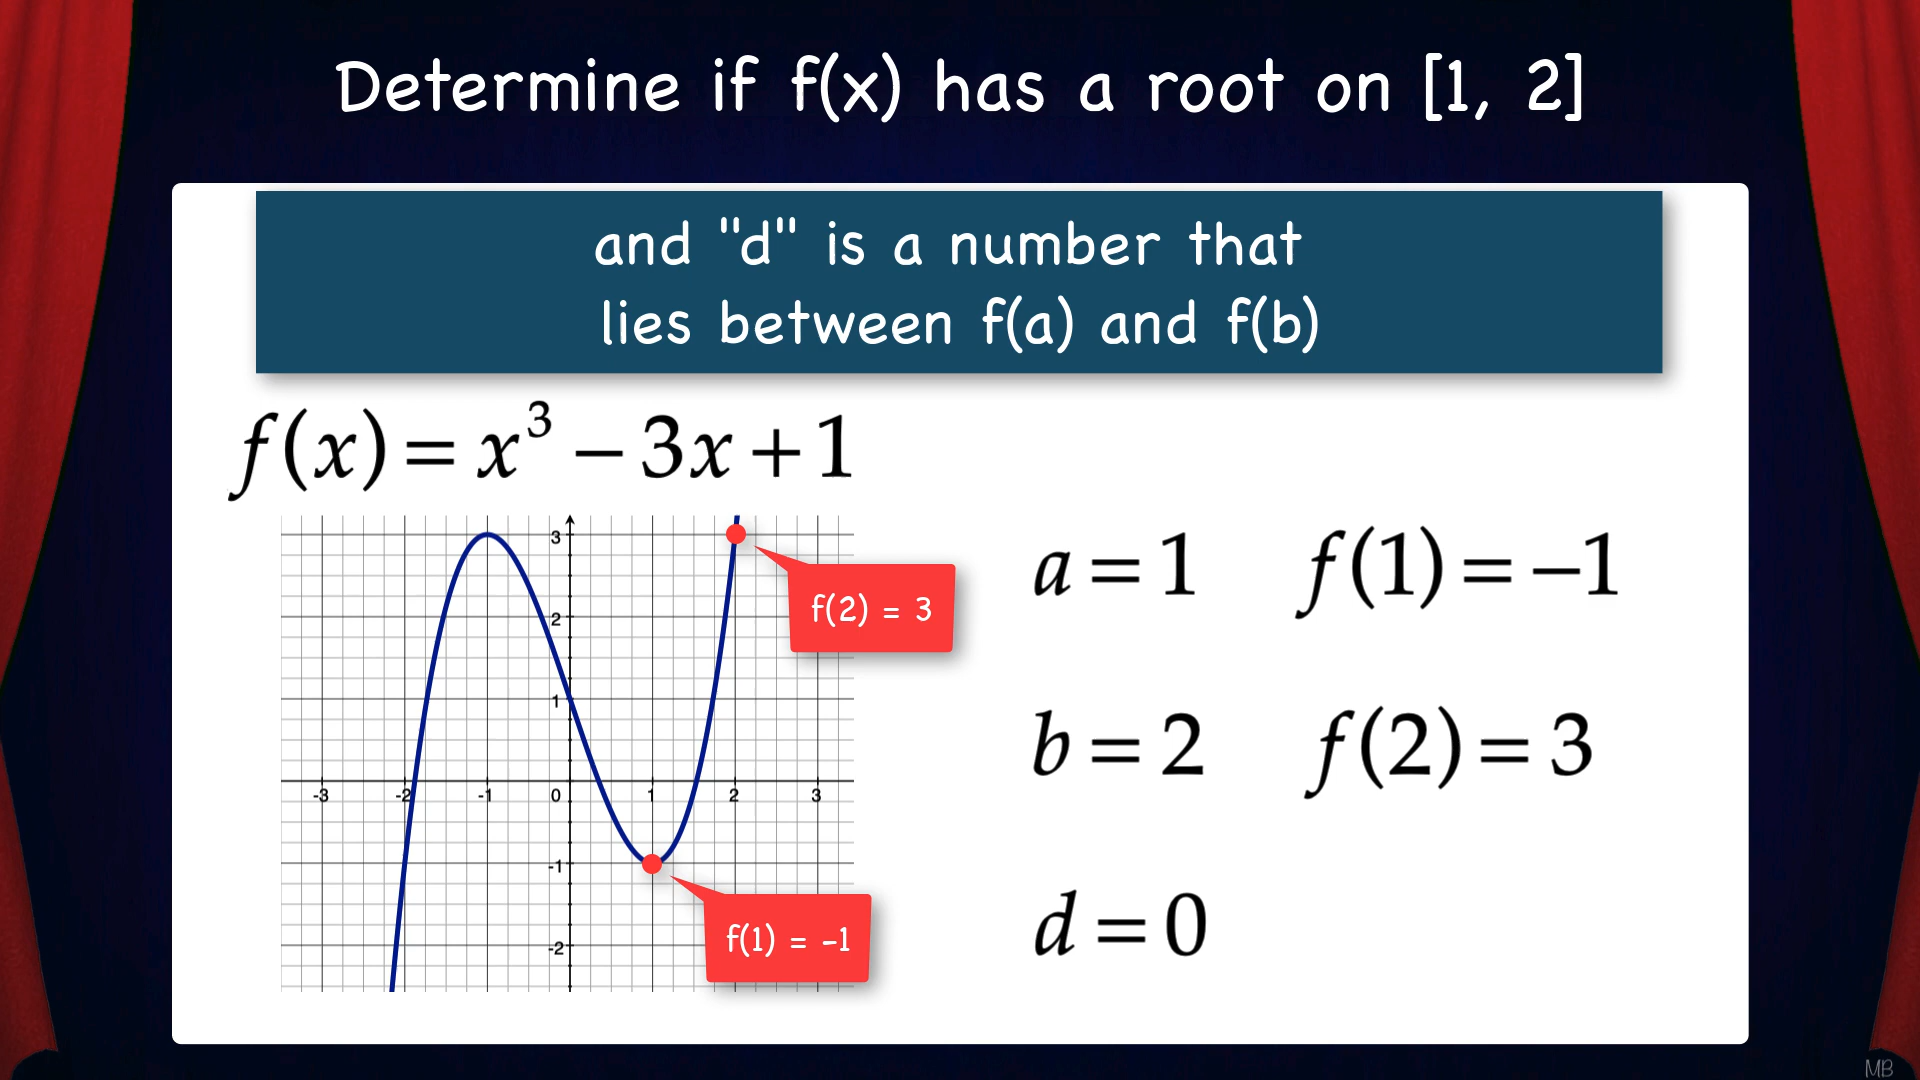 Determine if f(x) has a root on [1, 2]
and "d" is a number that
lies between f(a) and f(b)
f(x) = x³ − 3x + 1
3
f(2) = 3
2
1
-3 -2 -1 0 1 2 3
-1
-2
f(1) = -1
a = 1 f(1) = −1
b = 2 f(2) = 3
d = 0
MB